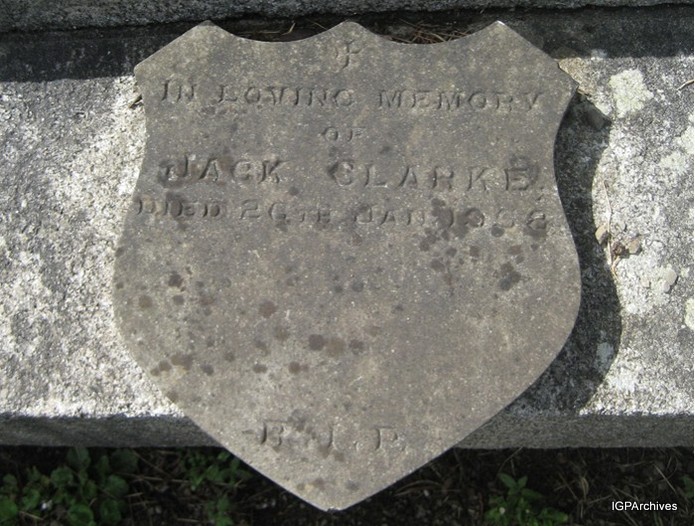 IN LOVING MEMORY
OF
JACK CLARKE.
DIED 26TH JAN.
R.I.P.
IGPArchives